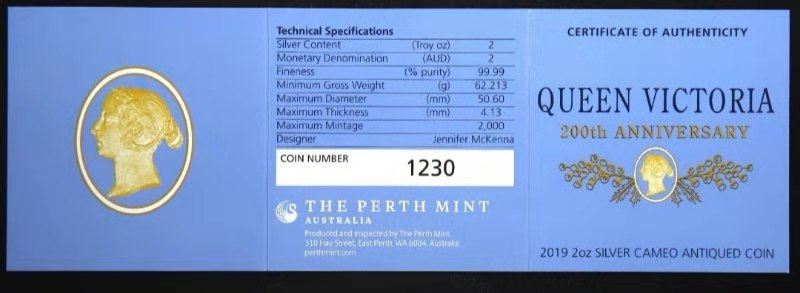 Technical Specifications
Silver Content (Troy oz) 2
Monetary Denomination (AUD) 2
Fineness (% purity) 99.99
Minimum Gross Weight (g) 62.213
Maximum Diameter (mm) 50.60
Maximum Thickness (mm) 4.13
Maximum Mintage 2,000
Designer Jennifer McKenna
COIN NUMBER 1230
THE PERTH MINT
AUSTRALIA
Produced and inspected by The Perth Mint
310 Hay Street, East Perth, WA 6004, Australia
perthmint.com
CERTIFICATE OF AUTHENTICITY
QUEEN VICTORIA
200th ANNIVERSARY
2019 2oz SILVER CAMEO ANTIQUED COIN